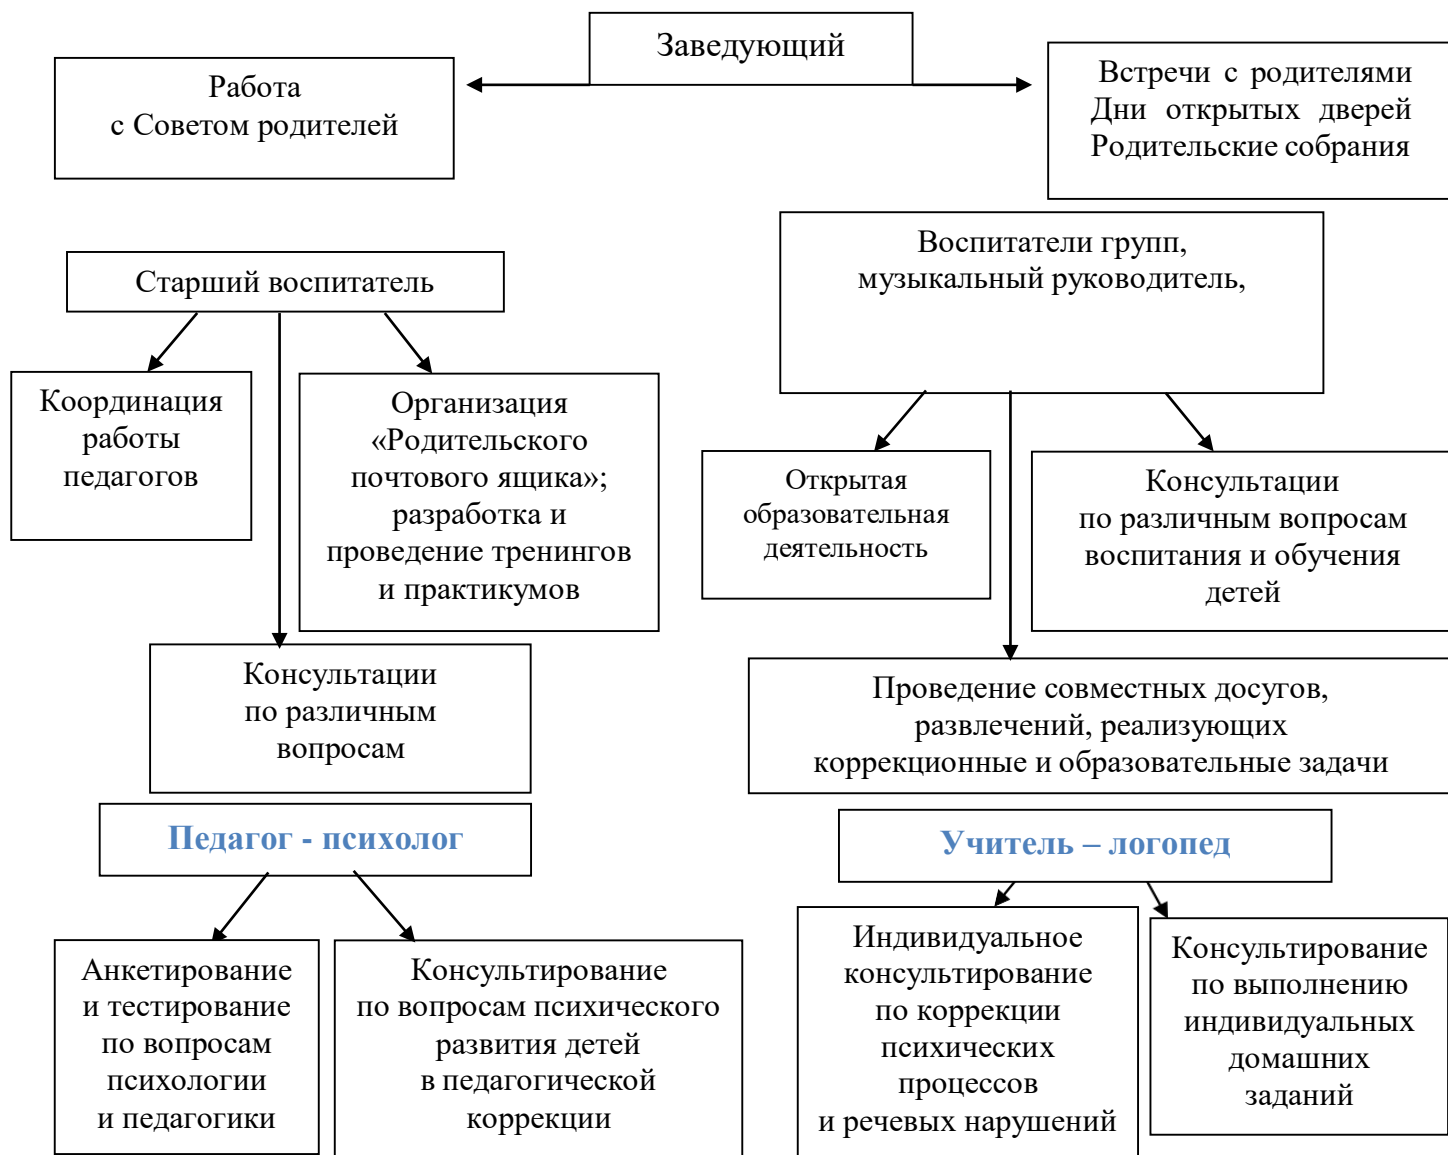 Заведующий
Работа
с Советом родителей
Встречи с родителями
Дни открытых дверей
Родительские собрания
Старший воспитатель
Воспитатели групп,
музыкальный руководитель,
Координация
работы
педагогов
Организация
«Родительского
почтового ящика»;
разработка и
проведение тренингов
и практикумов
Открытая
образовательная
деятельность
Консультации
по различным вопросам
воспитания и обучения
детей
Консультации
по различным
вопросам
Проведение совместных досугов,
развлечений, реализующих
коррекционные и образовательные задачи
Педагог - психолог
Учитель – логопед
Анкетирование
и тестирование
по вопросам
психологии
и педагогики
Консультирование
по вопросам психического
развития детей
в педагогической
коррекции
Индивидуальное
консультирование
по коррекции
психических
процессов
и речевых нарушений
Консультирование
по выполнению
индивидуальных
домашних
заданий